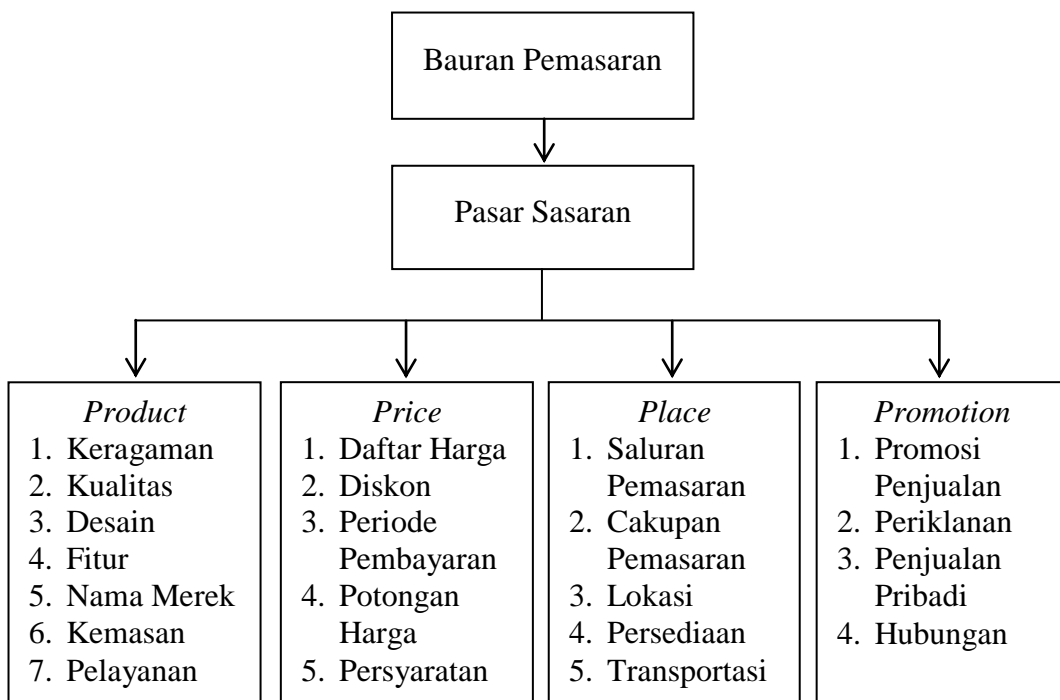 Bauran Pemasaran
Pasar Sasaran
Product
1. Keragaman
2. Kualitas
3. Desain
4. Fitur
5. Nama Merek
6. Kemasan
7. Pelayanan
Price
1. Daftar Harga
2. Diskon
3. Periode
Pembayaran
4. Potongan
Harga
5. Persyaratan
Place
1. Saluran
Pemasaran
2. Cakupan
Pemasaran
3. Lokasi
4. Persediaan
5. Transportasi
Promotion
1. Promosi
Penjualan
2. Periklanan
3. Penjualan
Pribadi
4. Hubungan